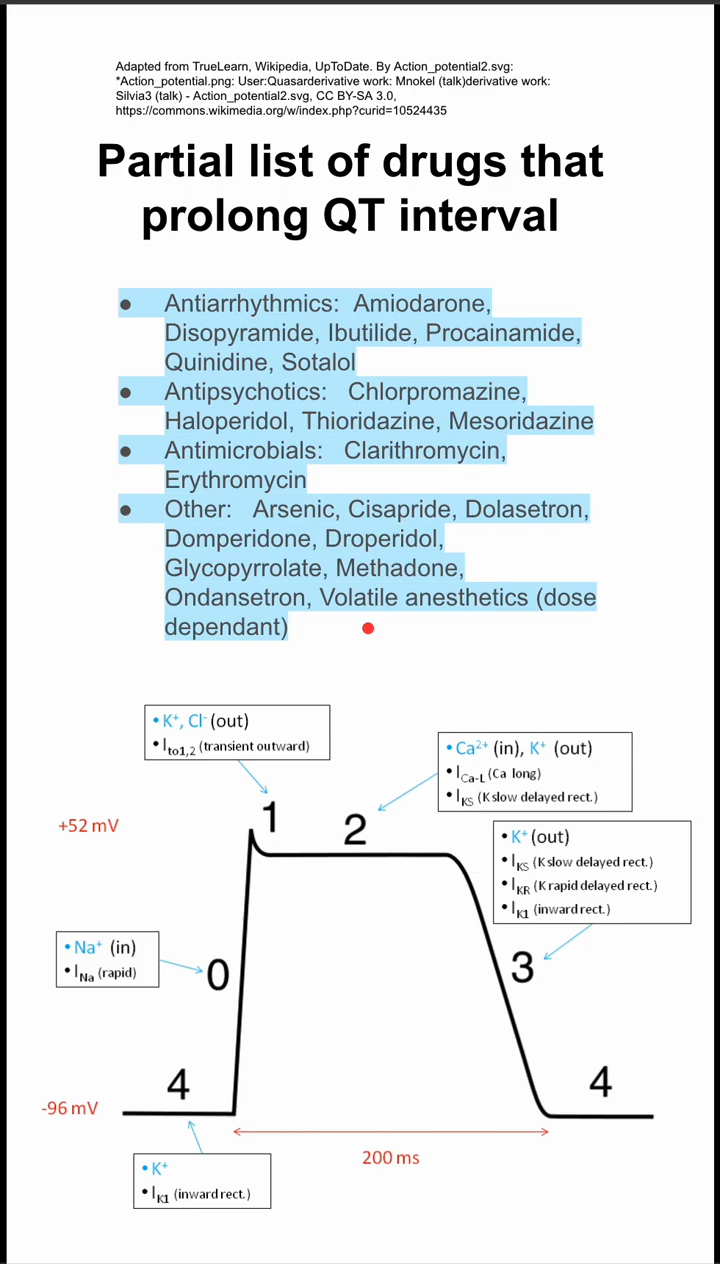 Adapted from TrueLearn, Wikipedia, UpToDate. By Action_potential2.svg:
*Action_potential.png: User:Quasarderivative work: Mnokel (talk)derivative work:
Silvia3 (talk) - Action_potential2.svg, CC BY-SA 3.0,
https://commons.wikimedia.org/w/index.php?curid=10524435
Partial list of drugs that
prolong QT interval
● Antiarrhythmics: Amiodarone,
Disopyramide, Ibutilide, Procainamide,
Quinidine, Sotalol
● Antipsychotics: Chlorpromazine,
Haloperidol, Thioridazine, Mesoridazine
● Antimicrobials: Clarithromycin,
Erythromycin
● Other: Arsenic, Cisapride, Dolasetron,
Domperidone, Droperidol,
Glycopyrrolate, Methadone,
Ondansetron, Volatile anesthetics (dose
dependant)
• K⁺, Cl⁻ (out)
• Ito1,2 (transient outward)
• Ca²⁺ (in), K⁺ (out)
• ICa-L (Ca long)
• IKS (K slow delayed rect.)
+52 mV
1
2
• K⁺ (out)
• IKS (K slow delayed rect.)
• IKR (K rapid delayed rect.)
• IK1 (inward rect.)
• Na⁺ (in)
• INa (rapid)
0
3
4
4
-96 mV
200 ms
• K⁺
• IK1 (inward rect.)